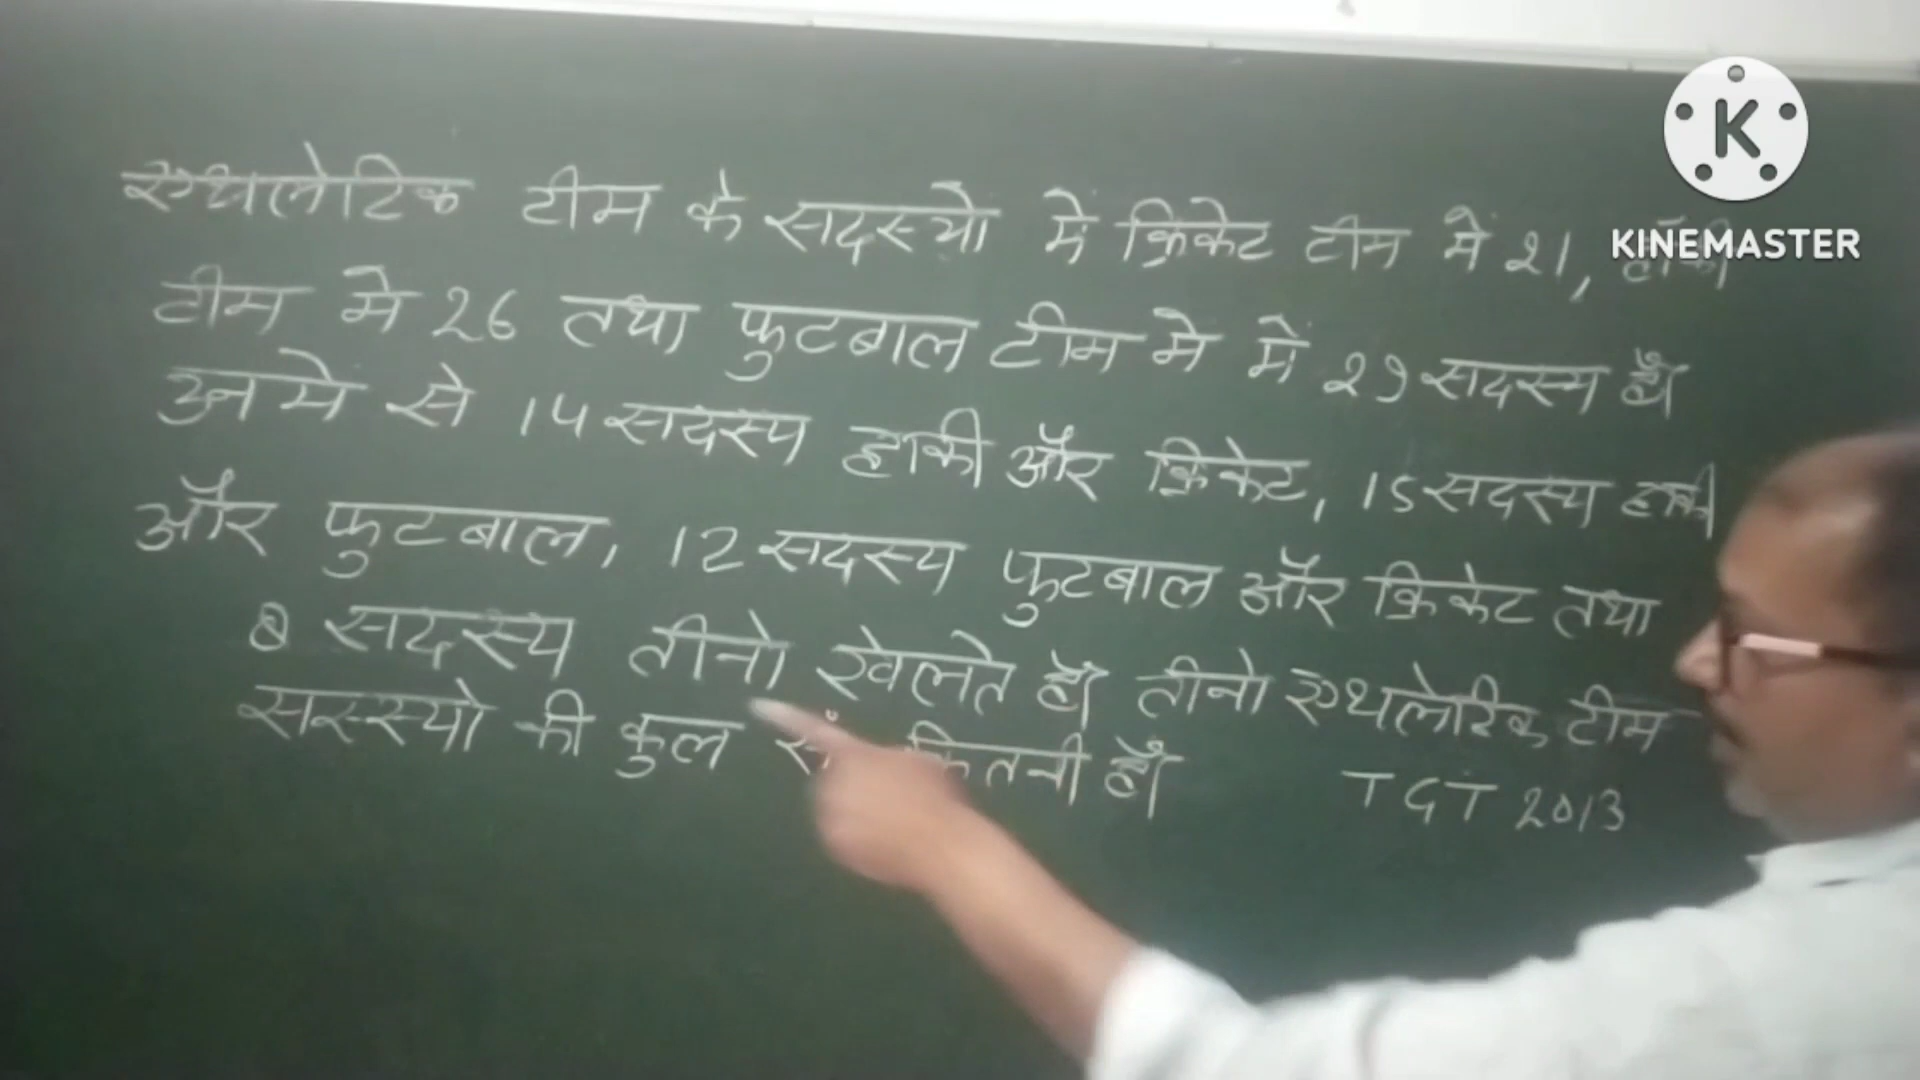 एथलेटिक टीम के सदस्यो में क्रिकेट टीम में 21, हॉकी
टीम मे 26 तथा फुटबाल टीम मे में 29 सदस्य है
उनमे से 14 सदस्य हाकी और क्रिकेट, 15 सदस्य हाकी
और फुटबाल, 12 सदस्य फुटबाल और क्रिकेट तथा
8 सदस्य तीनो खेलते है तीनो एथलेटिक टीम
सस्स्यो की कुल कितनी है
TGT 2013
K
KINEMASTER